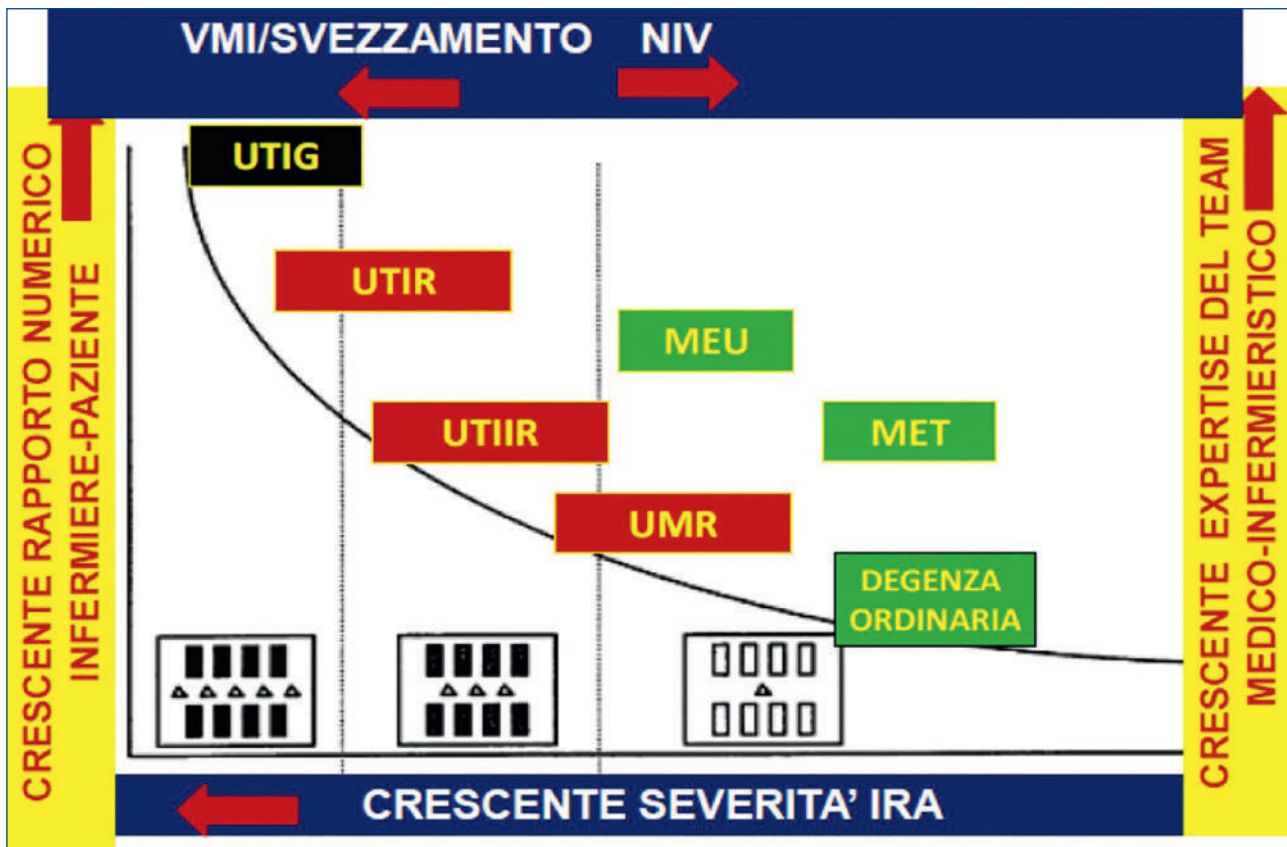 VMI/SVEZZAMENTO NIV
CRESCENTE RAPPORTO NUMERICO
INFERMIERE-PAZIENTE
UTIG
UTIR
MEU
UTIIR
MET
UMR
DEGENZA
ORDINARIA
CRESCENTE EXPERTISE DEL TEAM
MEDICO-INFERMIERISTICO
CRESCENTE SEVERITA’ IRA